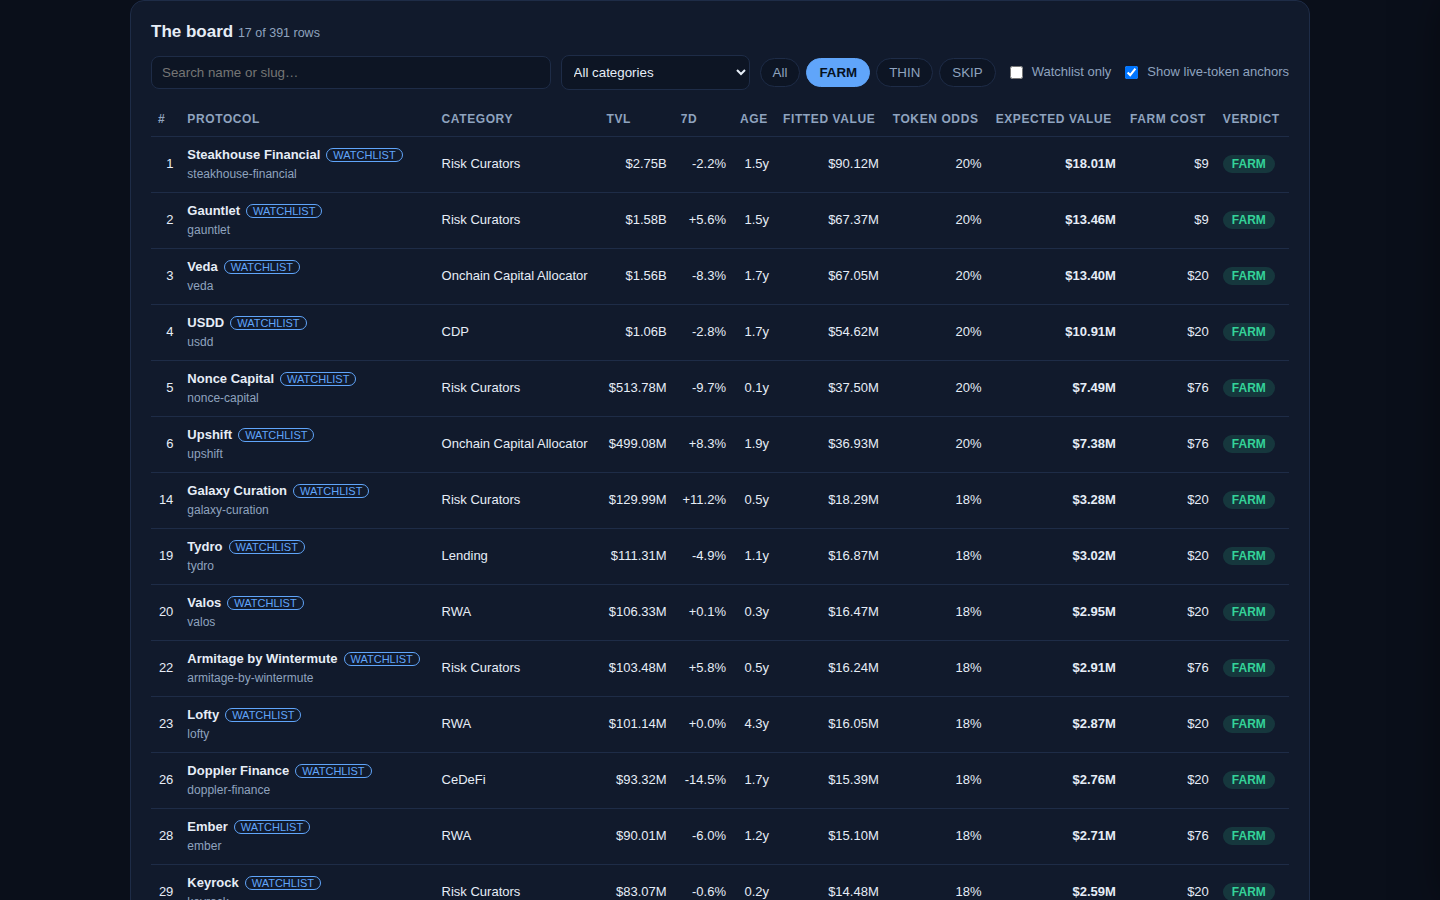 The board 17 of 391 rows
Search name or slug…
All categories
All FARM THIN SKIP
Watchlist only
Show live-token anchors
# PROTOCOL CATEGORY TVL 7D AGE FITTED VALUE TOKEN ODDS EXPECTED VALUE FARM COST VERDICT
1 Steakhouse Financial WATCHLIST Risk Curators $2.75B -2.2% 1.5y $90.12M 20% $18.01M $9 FARM
steakhouse-financial
2 Gauntlet WATCHLIST Risk Curators $1.58B +5.6% 1.5y $67.37M 20% $13.46M $9 FARM
gauntlet
3 Veda WATCHLIST Onchain Capital Allocator $1.56B -8.3% 1.7y $67.05M 20% $13.40M $20 FARM
veda
4 USDD WATCHLIST CDP $1.06B -2.8% 1.7y $54.62M 20% $10.91M $20 FARM
usdd
5 Nonce Capital WATCHLIST Risk Curators $513.78M -9.7% 0.1y $37.50M 20% $7.49M $76 FARM
nonce-capital
6 Upshift WATCHLIST Onchain Capital Allocator $499.08M +8.3% 1.9y $36.93M 20% $7.38M $76 FARM
upshift
14 Galaxy Curation WATCHLIST Risk Curators $129.99M +11.2% 0.5y $18.29M 18% $3.28M $20 FARM
galaxy-curation
19 Tydro WATCHLIST Lending $111.31M -4.9% 1.1y $16.87M 18% $3.02M $20 FARM
tydro
20 Valos WATCHLIST RWA $106.33M +0.1% 0.3y $16.47M 18% $2.95M $20 FARM
valos
22 Armitage by Wintermute WATCHLIST Risk Curators $103.48M +5.8% 0.5y $16.24M 18% $2.91M $76 FARM
armitage-by-wintermute
23 Lofty WATCHLIST RWA $101.14M +0.0% 4.3y $16.05M 18% $2.87M $20 FARM
lofty
26 Doppler Finance WATCHLIST CeDeFi $93.32M -14.5% 1.7y $15.39M 18% $2.76M $20 FARM
doppler-finance
28 Ember WATCHLIST RWA $90.01M -6.0% 1.2y $15.10M 18% $2.71M $76 FARM
ember
29 Keyrock WATCHLIST Risk Curators $83.07M -0.6% 0.2y $14.48M 18% $2.59M $20 FARM